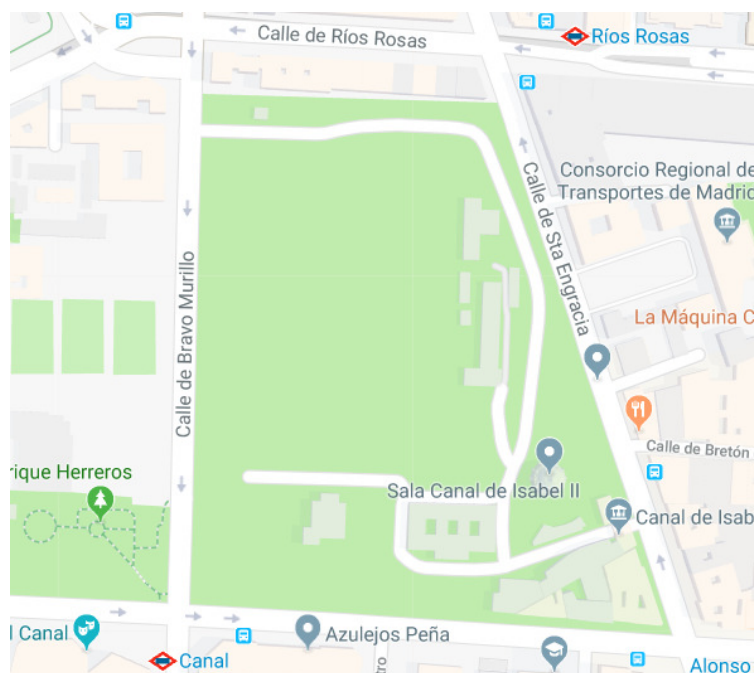 Calle de Ríos Rosas
Ríos Rosas
Calle de Sta Engracia
Consorcio Regional de
Transportes de Madrid
Calle de Bravo Murillo
La Máquina C
Calle de Bretón
rique Herreros
Sala Canal de Isabel II
Canal de Isab
l Canal
Azulejos Peña
Canal
tro
Alonso